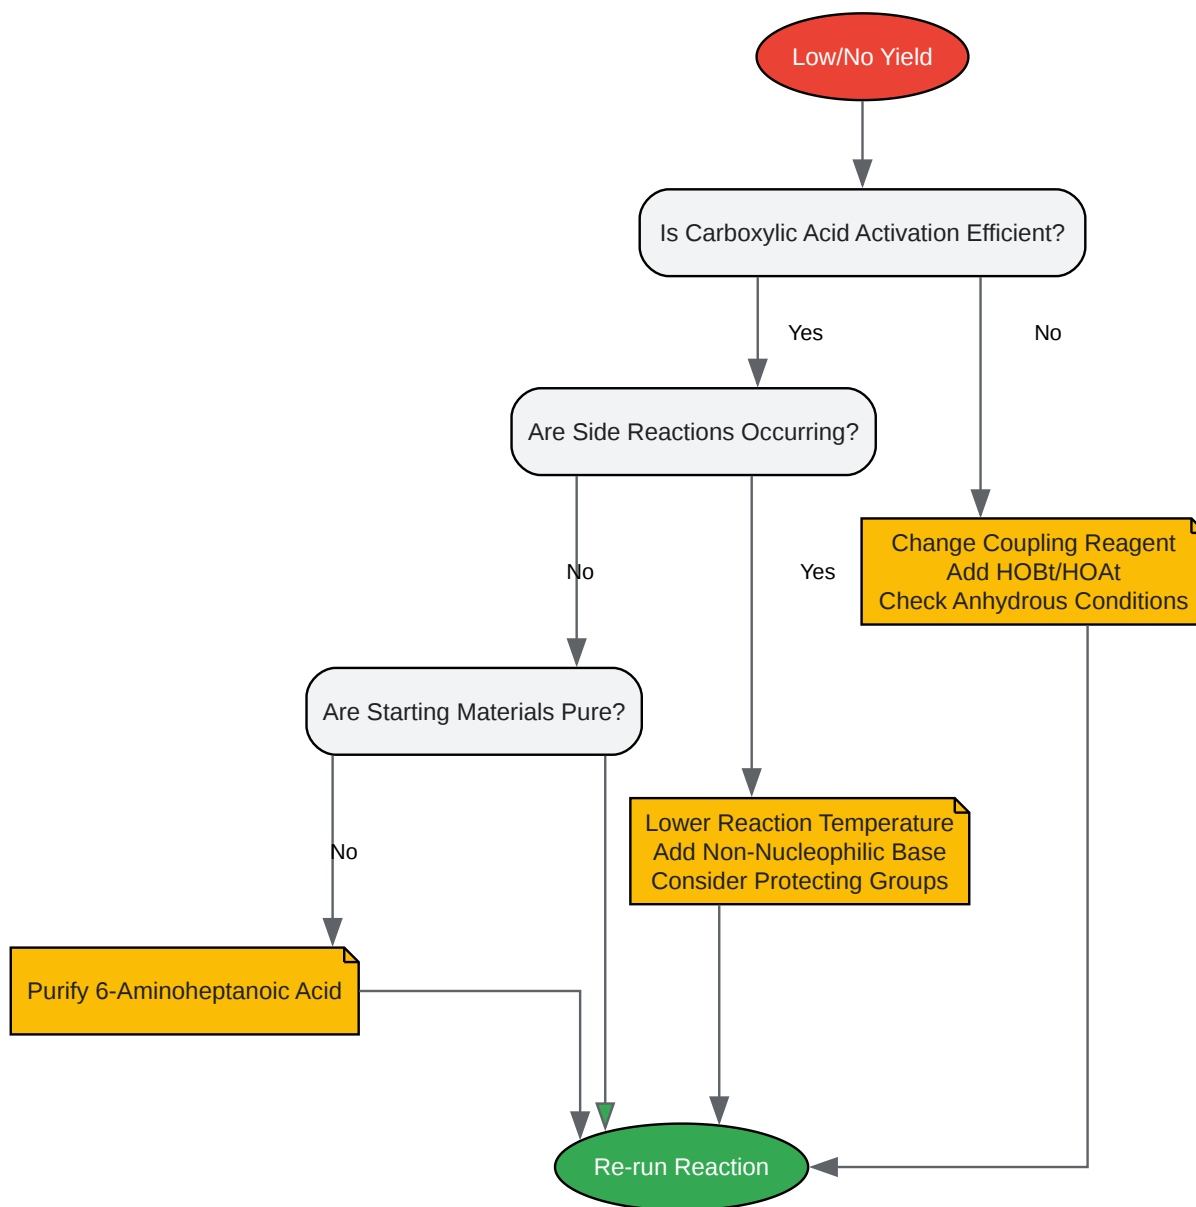 Low/No Yield
Is Carboxylic Acid Activation Efficient?
Yes
No
Are Side Reactions Occurring?
No
Yes
Change Coupling Reagent
Add HOBt/HOAt
Check Anhydrous Conditions
Are Starting Materials Pure?
No
Lower Reaction Temperature
Add Non-Nucleophilic Base
Consider Protecting Groups
Purify 6-Aminoheptanoic Acid
Re-run Reaction